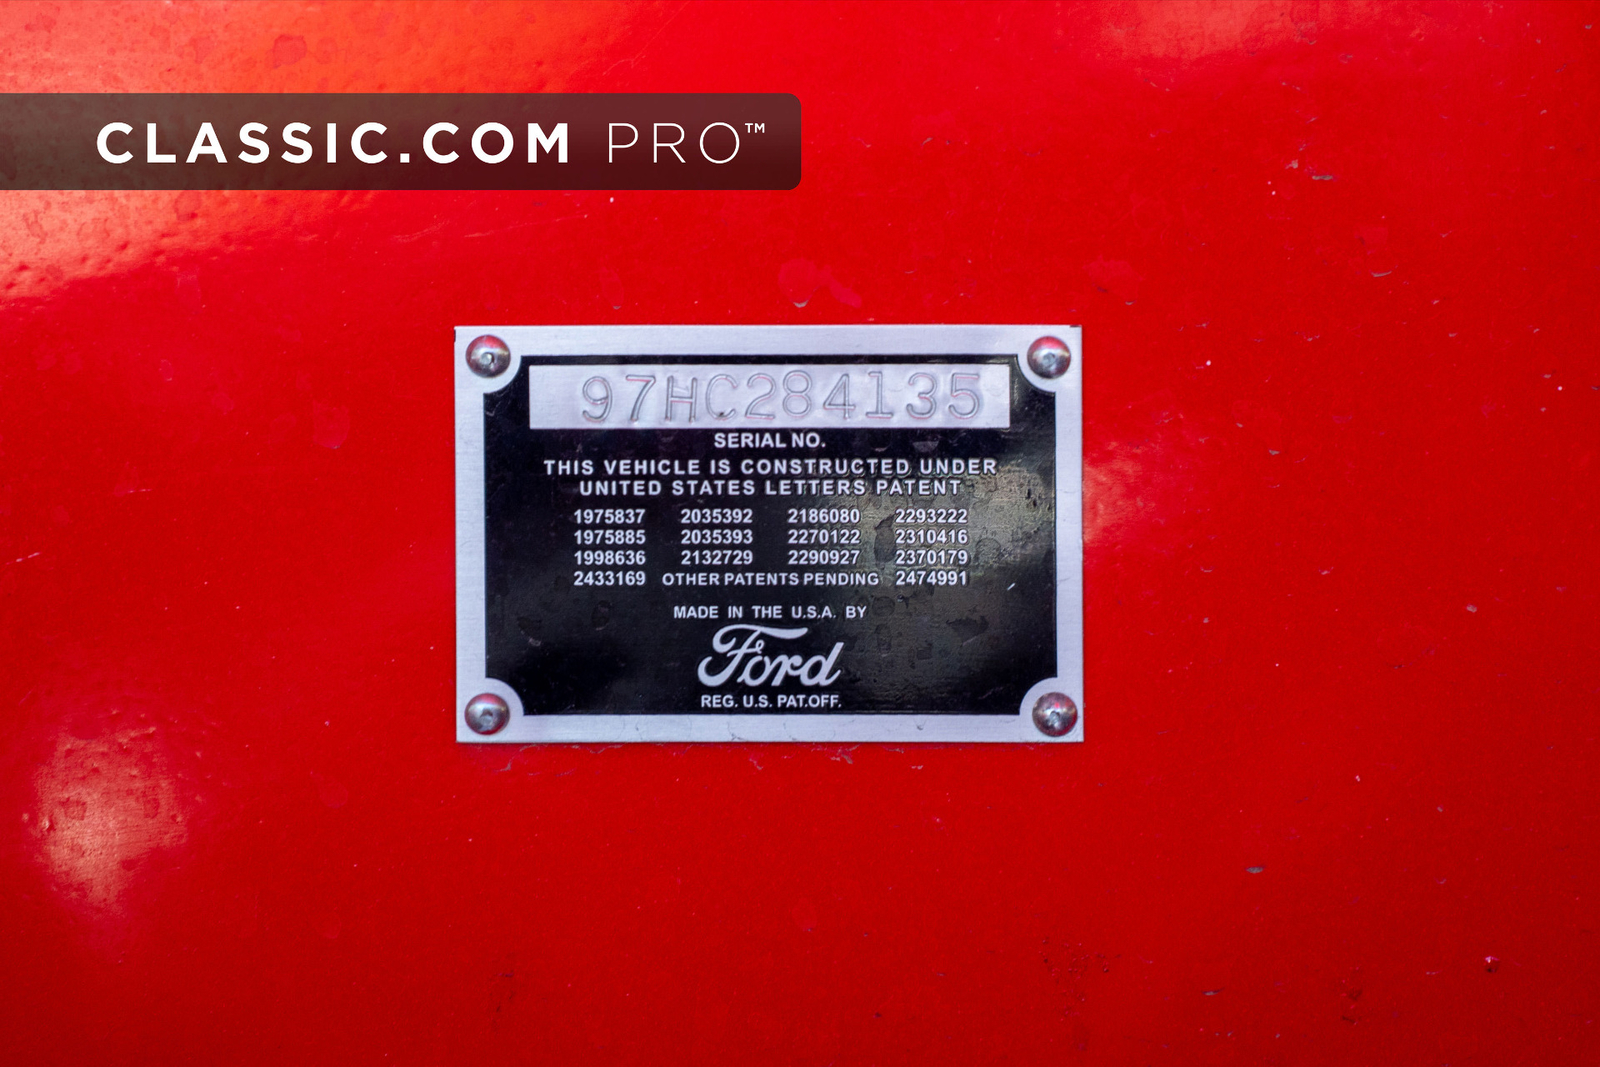 CLASSIC.COM PRO™
97HC284135
SERIAL NO.
THIS VEHICLE IS CONSTRUCTED UNDER
UNITED STATES LETTERS PATENT
1975837 2035392 2186080 2293222
1975885 2035393 2270122 2310416
1998636 2132729 2290927 2370179
2433169 OTHER PATENTS PENDING 2474991
MADE IN THE U.S.A. BY
Ford
REG. U.S. PAT.OFF.